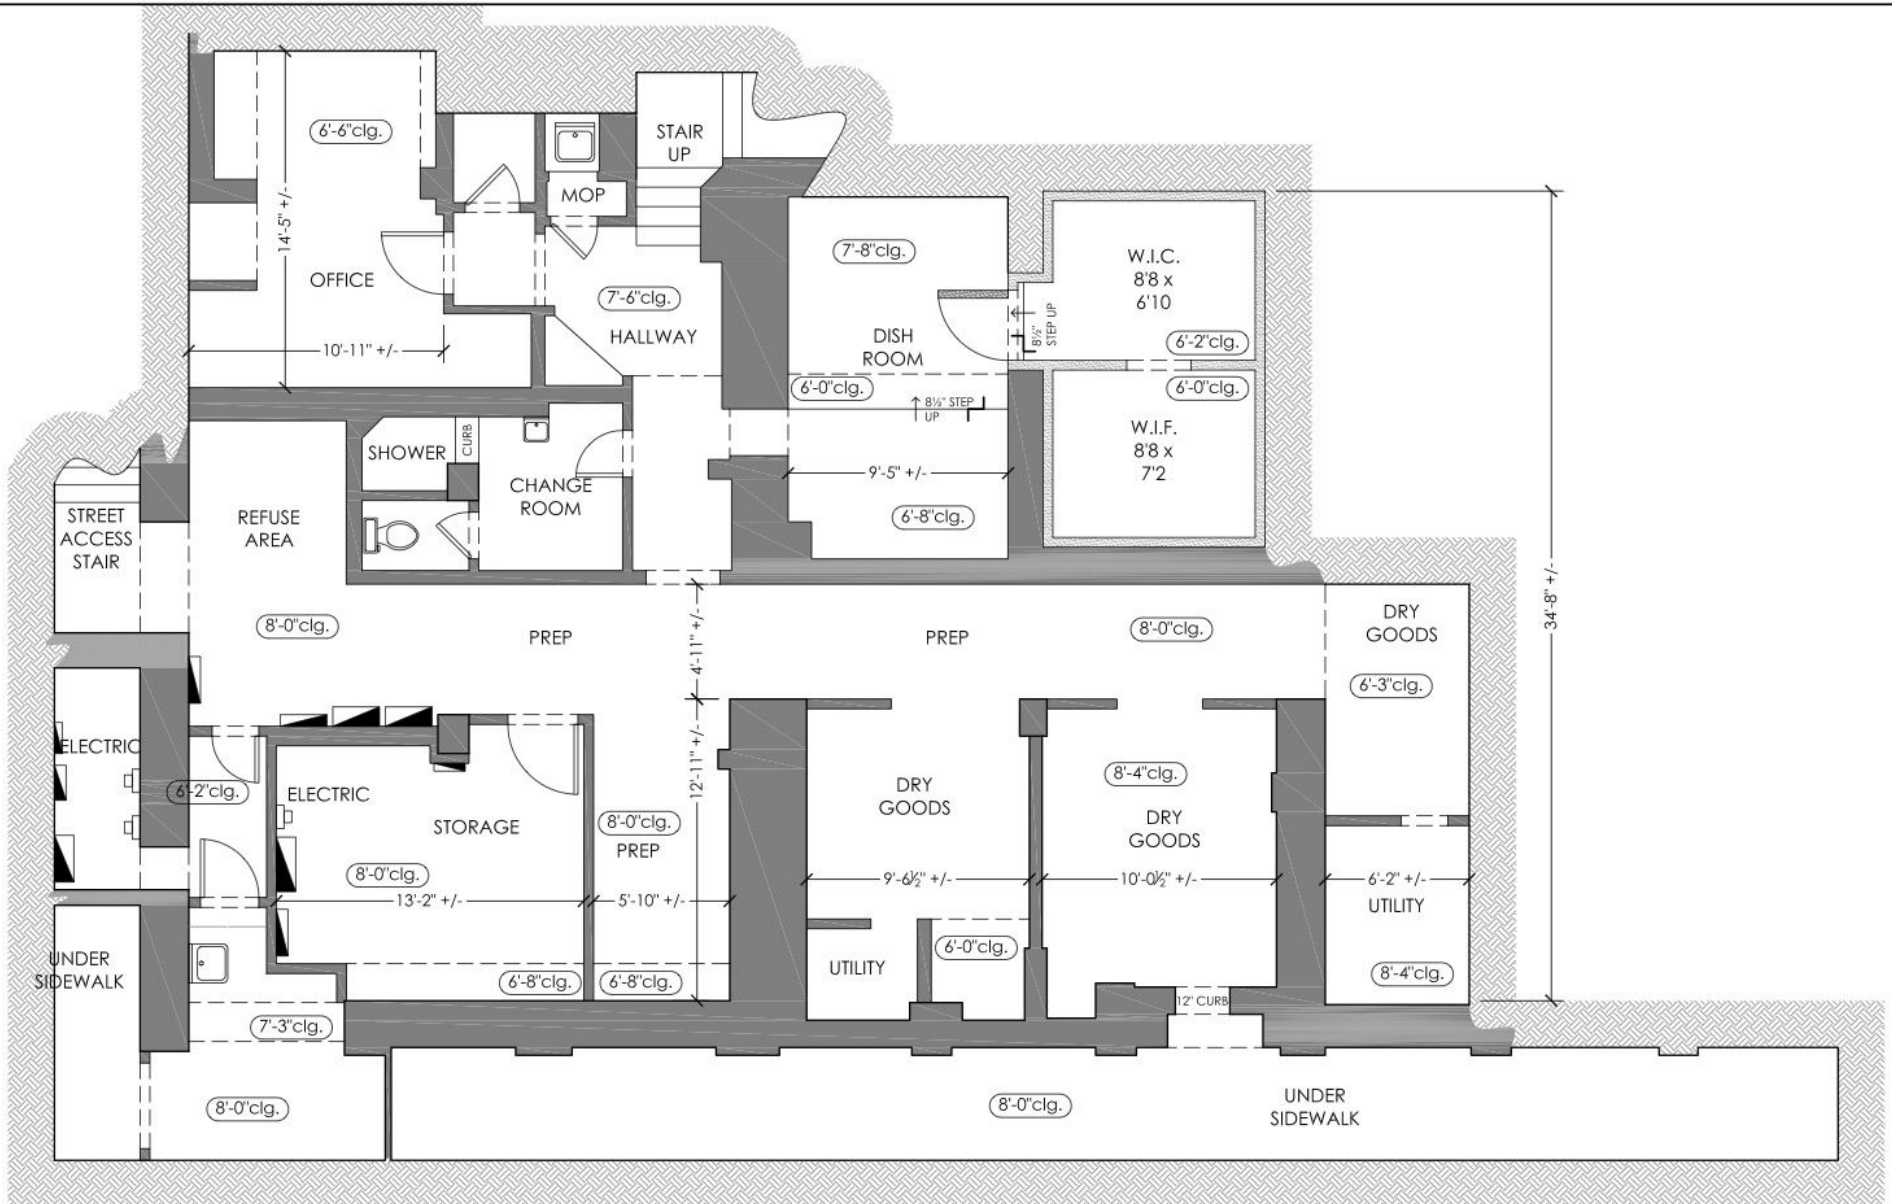 6'-6"clg.
14'-5" +/-
OFFICE
10'-11" +/-
MOP
STAIR
UP
7'-6"clg.
HALLWAY
7'-8"clg.
DISH
ROOM
6'-0"clg.
8½" STEP
UP
9'-5" +/-
6'-8"clg.
8½"
STEP UP
W.I.C.
8'8 x
6'10
6'-2"clg.
6'-0"clg.
W.I.F.
8'8 x
7'2
34'-8" +/-
SHOWER
CURB
CHANGE
ROOM
STREET
ACCESS
STAIR
REFUSE
AREA
8'-0"clg.
PREP
4'-11" +/-
PREP
8'-0"clg.
DRY
GOODS
6'-3"clg.
ELECTRIC
6'-2"clg.
ELECTRIC
STORAGE
8'-0"clg.
13'-2" +/-
6'-8"clg.
8'-0"clg.
PREP
5'-10" +/-
6'-8"clg.
12'-11" +/-
DRY
GOODS
9'-6½" +/-
UTILITY
6'-0"clg.
8'-4"clg.
DRY
GOODS
10'-0½" +/-
12" CURB
6'-2" +/-
UTILITY
8'-4"clg.
UNDER
SIDEWALK
7'-3"clg.
8'-0"clg.
8'-0"clg.
UNDER
SIDEWALK